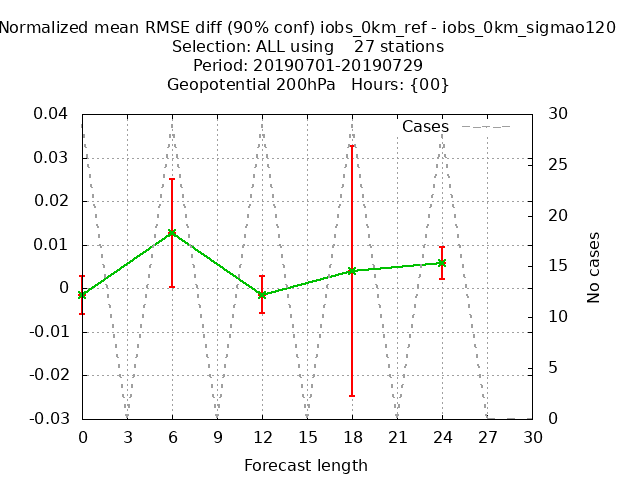 Normalized mean RMSE diff (90% conf) iobs_0km_ref - iobs_0km_sigmao120
Selection: ALL using 27 stations
Period: 20190701-20190729
Geopotential 200hPa Hours: {00}
Cases
0.04
0.03
0.02
0.01
0
-0.01
-0.02
-0.03
30
25
20
15
10
5
0
No cases
0 3 6 9 12 15 18 21 24 27 30
Forecast length